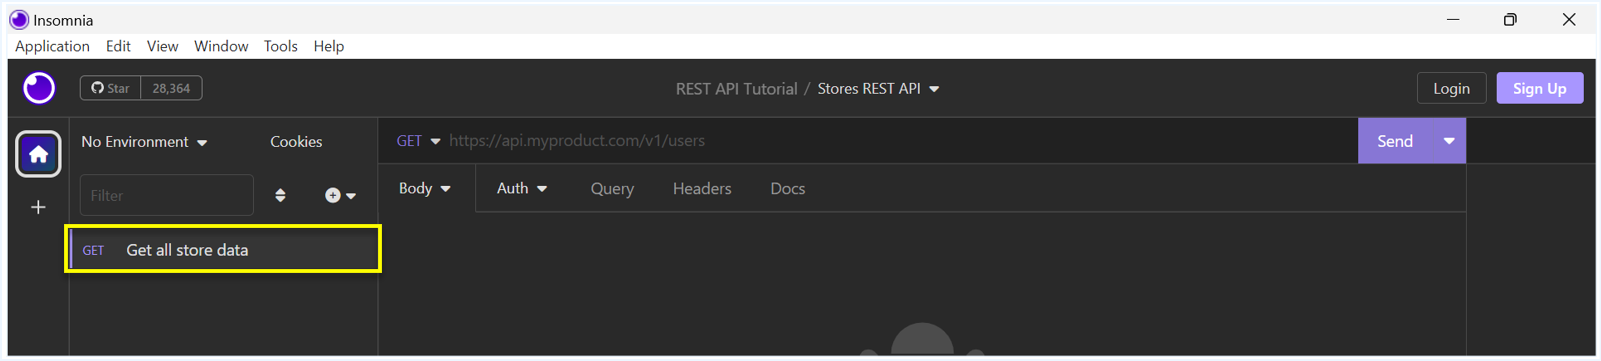 Insomnia
Application Edit View Window Tools Help
Star 28,364 REST API Tutorial / Stores REST API Login Sign Up
No Environment Cookies GET https://api.myproduct.com/v1/users Send
Filter Body Auth Query Headers Docs
GET Get all store data